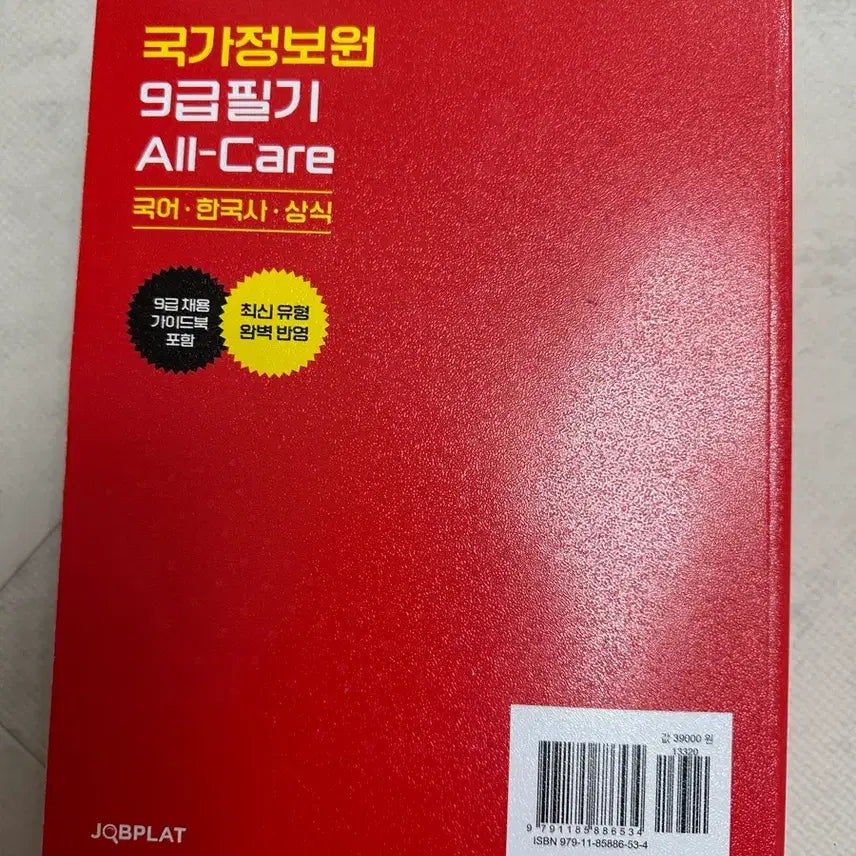 국가정보원
9급필기
All-Care
국어·한국사·상식
9급 채용
가이드북
포함
최신 유형
완벽 반영
값 39000 원
13320
9 791185 886534
ISBN 979-11-85886-53-4
JOBPLAT